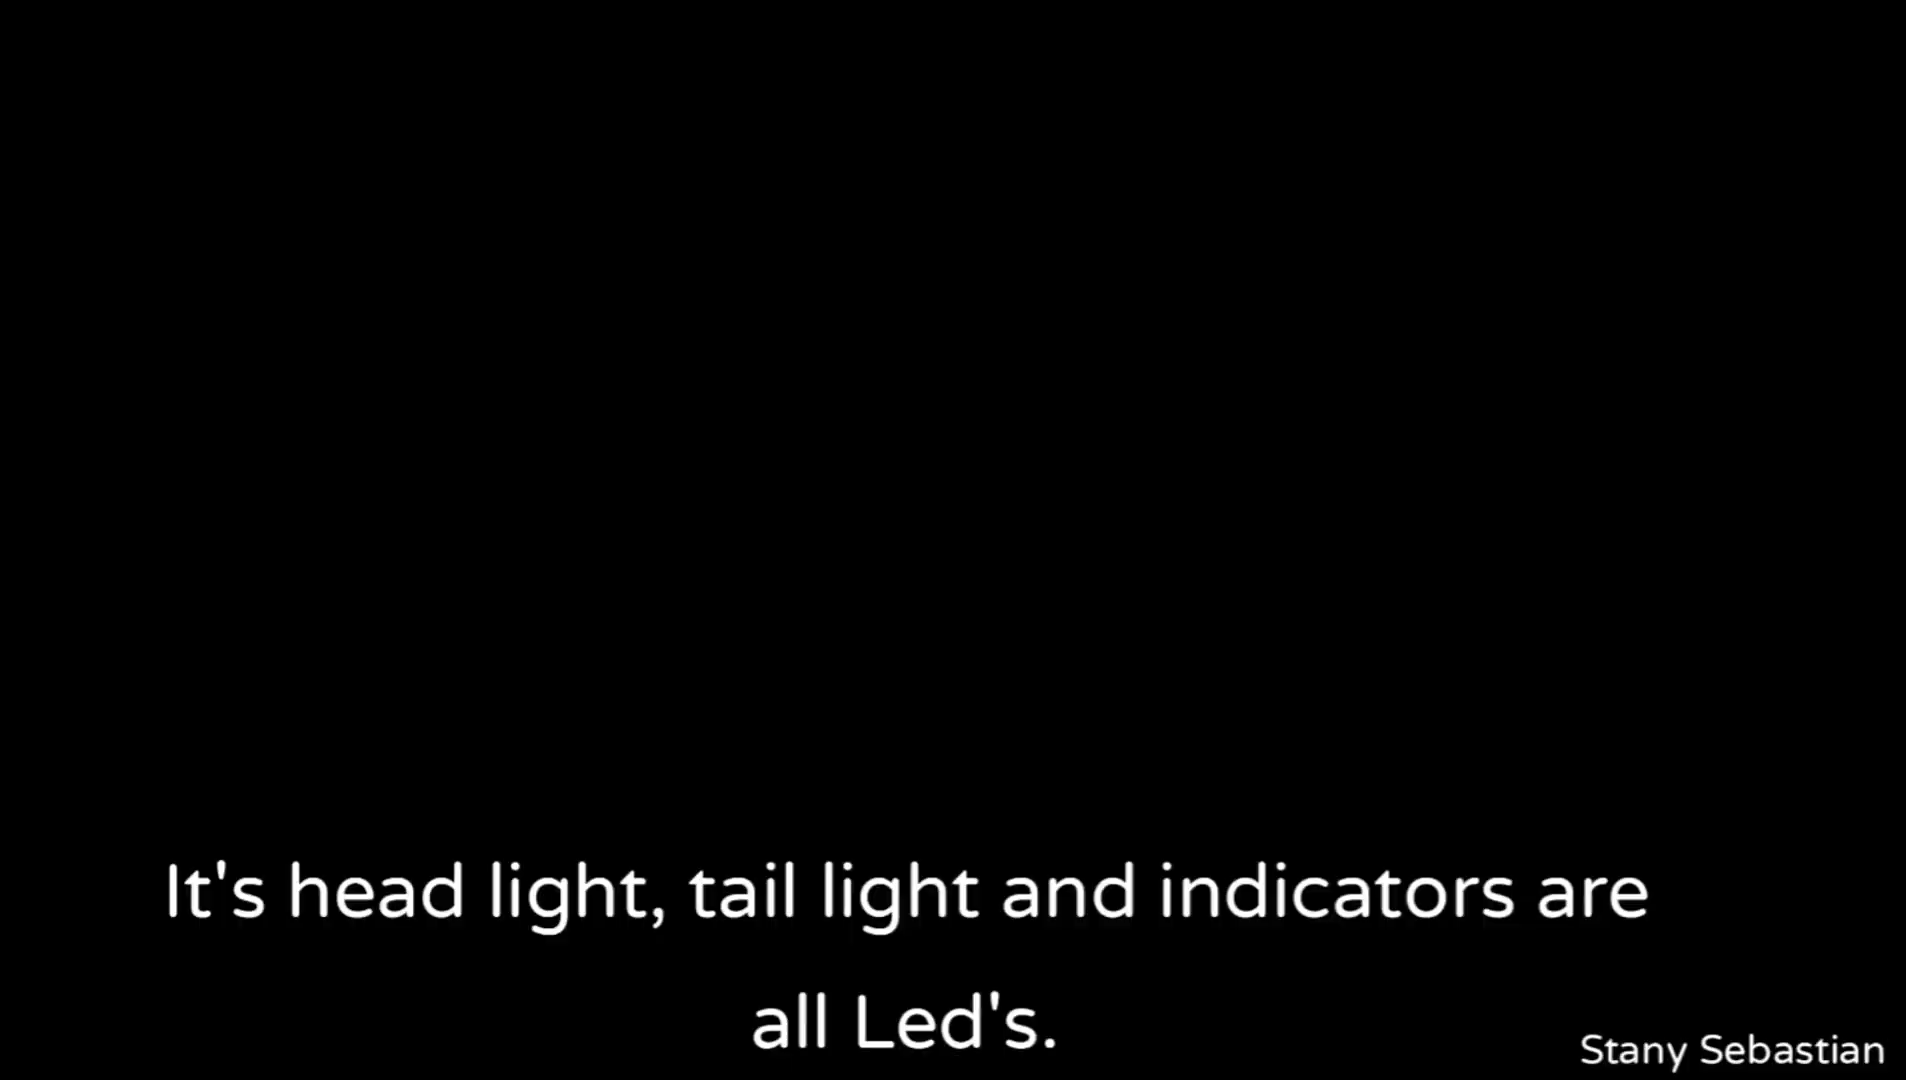 It's head light, tail light and indicators are
all Led's.
Stany Sebastian